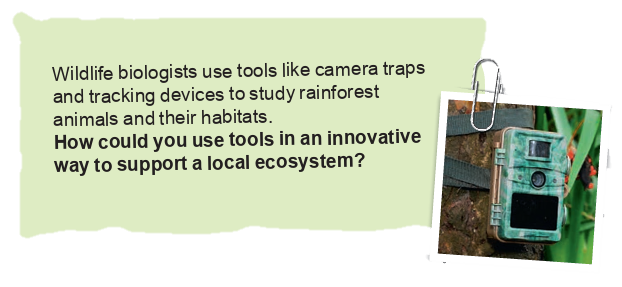 Wildlife biologists use tools like camera traps
and tracking devices to study rainforest
animals and their habitats.
How could you use tools in an innovative
way to support a local ecosystem?